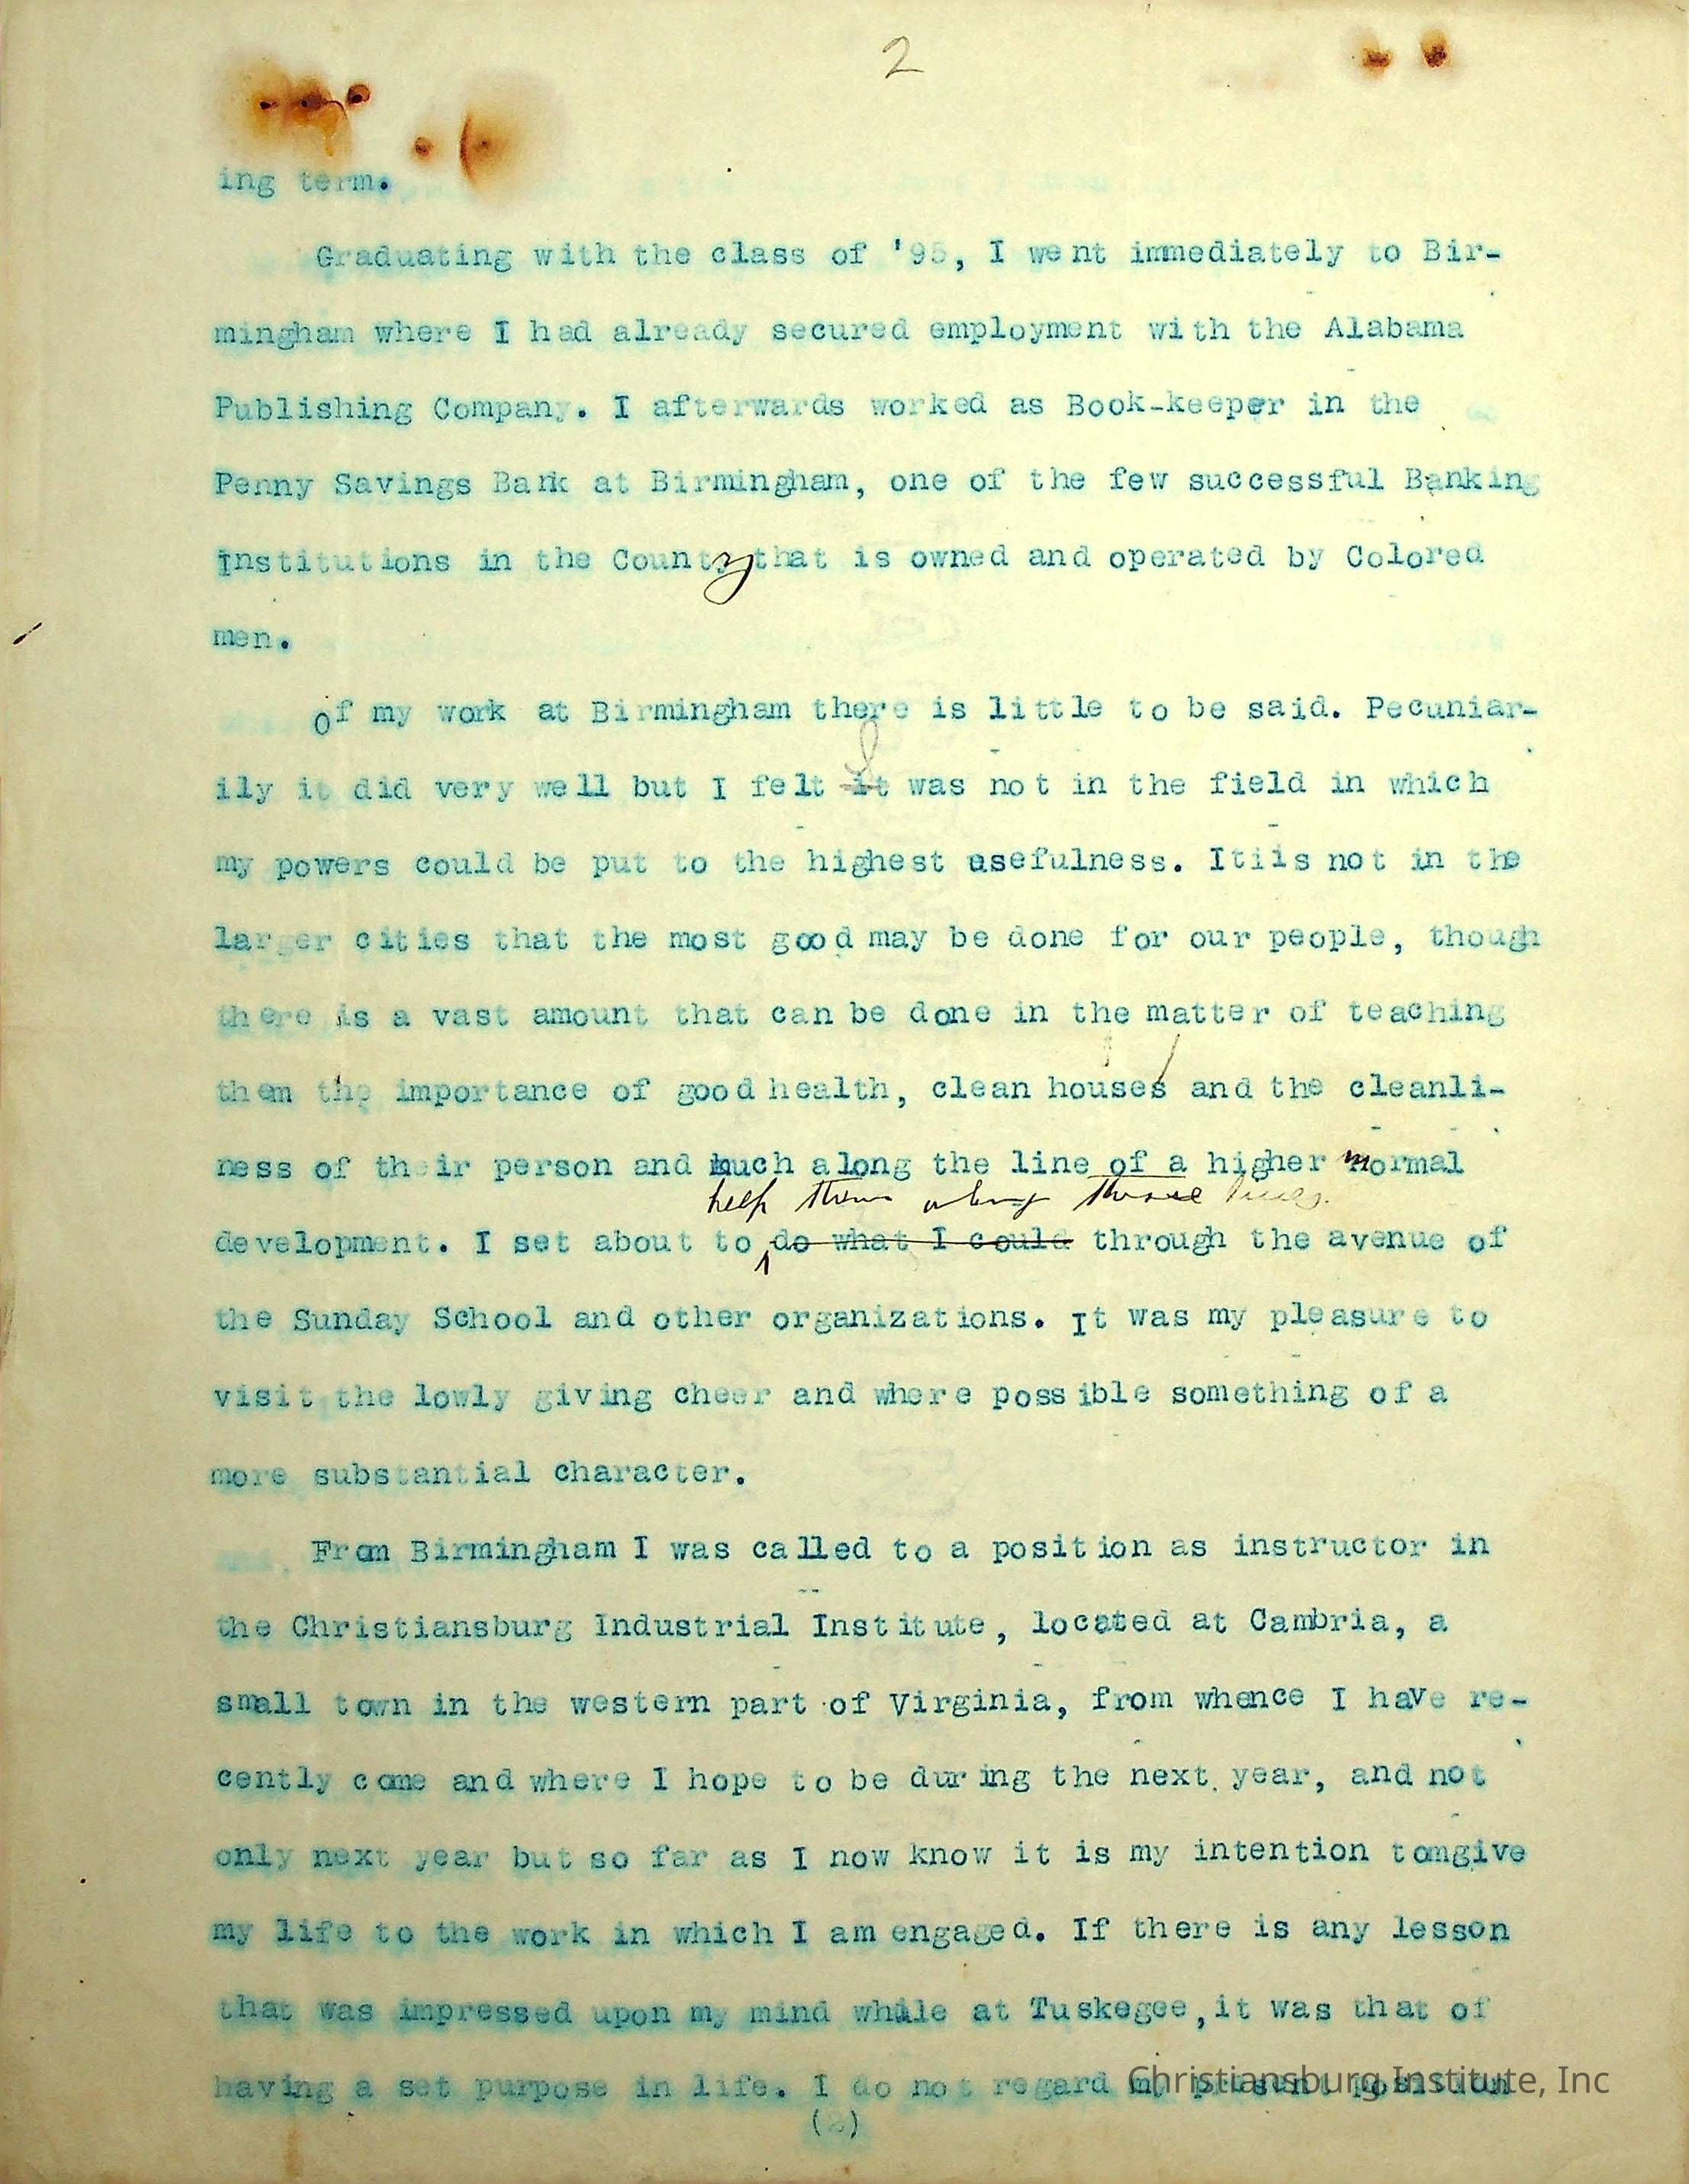 2
ing term.
Graduating with the class of '95, I went immediately to Bir-
mingham where I had already secured employment with the Alabama
Publishing Company. I afterwards worked as Book-keeper in the
Penny Savings Bank at Birmingham, one of the few successful Banking
Institutions in the County that is owned and operated by Colored
men.
Of my work at Birmingham there is little to be said. Pecuniar-
I
ily it did very well but I felt it was not in the field in which
my powers could be put to the highest usefulness. Itiis not in the
larger cities that the most good may be done for our people, though
there is a vast amount that can be done in the matter of teaching
them the importance of good health, clean houses and the cleanli-
ness of their person and much along the line of a higher mormal
help them along those lines.
development. I set about to do what I could through the avenue of
the Sunday School and other organizations. It was my pleasure to
visit the lowly giving cheer and where possible something of a
more substantial character.
From Birmingham I was called to a position as instructor in
the Christiansburg Industrial Institute, located at Cambria, a
small town in the western part of Virginia, from whence I have re-
cently come and where I hope to be during the next year, and not
only next year but so far as I now know it is my intention tomgive
my life to the work in which I am engaged. If there is any lesson
that was impressed upon my mind while at Tuskegee, it was that of
having a set purpose in life. I do not regard my present position
Christiansburg Institute, Inc
(2)